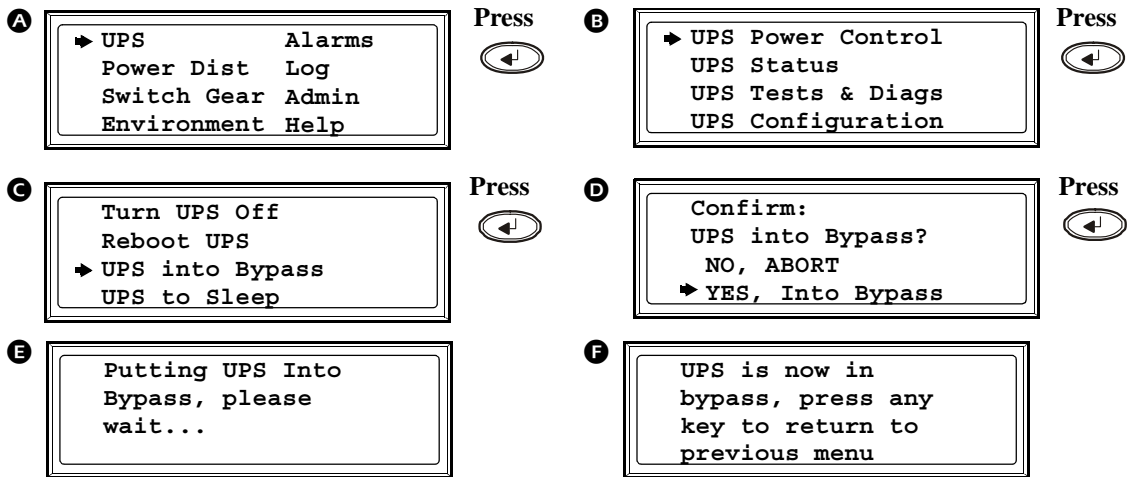 A
UPS Alarms
Power Dist Log
Switch Gear Admin
Environment Help
Press
B
UPS Power Control
UPS Status
UPS Tests & Diags
UPS Configuration
Press
C
Turn UPS Off
Reboot UPS
UPS into Bypass
UPS to Sleep
Press
D
Confirm:
UPS into Bypass?
NO, ABORT
YES, Into Bypass
Press
E
Putting UPS Into
Bypass, please
wait...
F
UPS is now in
bypass, press any
key to return to
previous menu